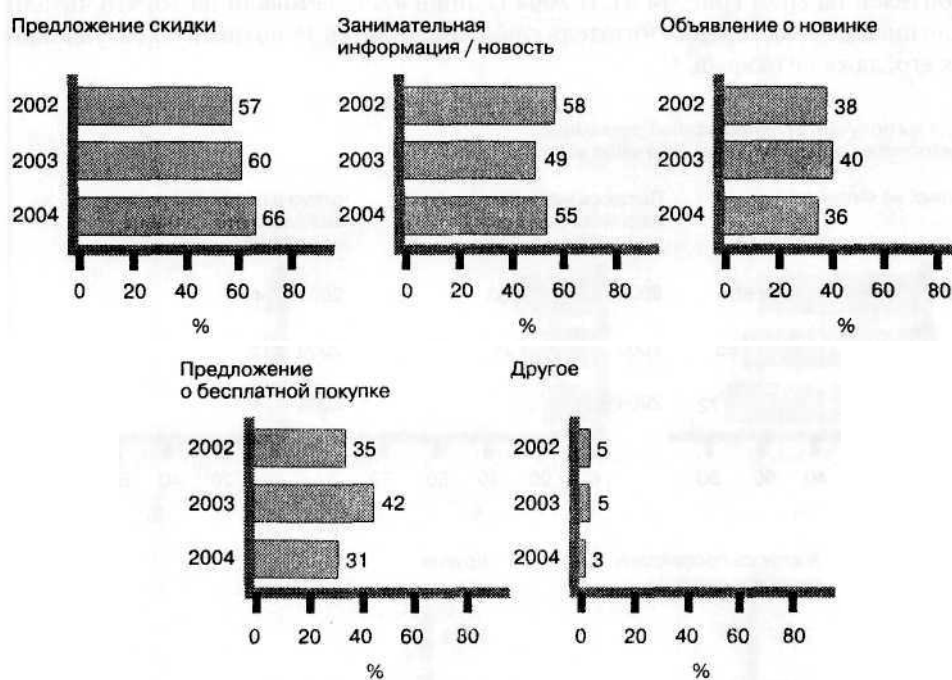 Предложение скидки
2002 57
2003 60
2004 66
0 20 40 60 80
%
Занимательная
информация / новость
2002 58
2003 49
2004 55
0 20 40 60 80
%
Объявление о новинке
2002 38
2003 40
2004 36
0 20 40 60 80
%
Предложение
о бесплатной покупке
2002 35
2003 42
2004 31
0 20 40 60 80
%
Другое
2002 5
2003 5
2004 3
0 20 40 60 80
%